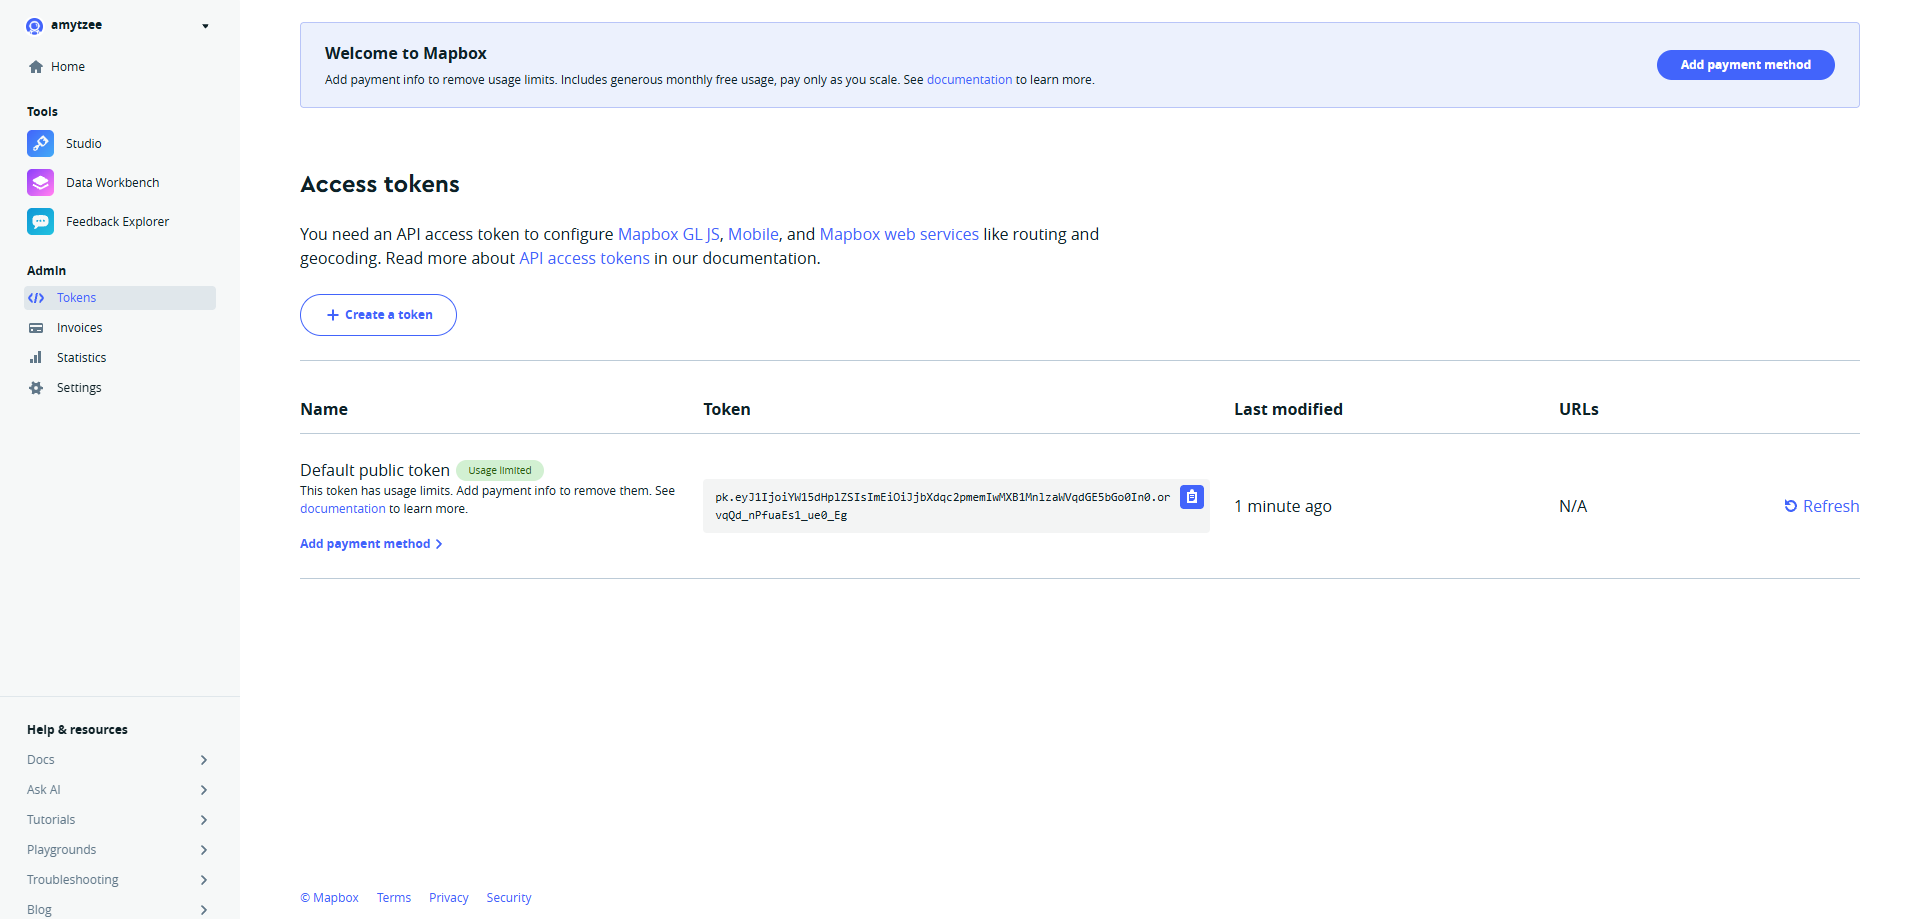 amytzee
Home
Tools
Studio
Data Workbench
Feedback Explorer
Admin
Tokens
Invoices
Statistics
Settings
Help & resources
Docs
Ask AI
Tutorials
Playgrounds
Troubleshooting
Blog
Welcome to Mapbox
Add payment info to remove usage limits. Includes generous monthly free usage, pay only as you scale. See documentation to learn more.
Add payment method
Access tokens
You need an API access token to configure Mapbox GL JS, Mobile, and Mapbox web services like routing and
geocoding. Read more about API access tokens in our documentation.
+ Create a token
Name Token Last modified URLs
Default public token Usage limited
This token has usage limits. Add payment info to remove them. See
documentation to learn more.
Add payment method
pk.eyJ1IjoiYW15dHplZSIsImEiOiJjbXdqc2pmemIwMXB1MnlzaWVqdGE5bGo0In0.or
vqQd_nPfuaEs1_ue0_Eg
1 minute ago
N/A
Refresh
© Mapbox Terms Privacy Security